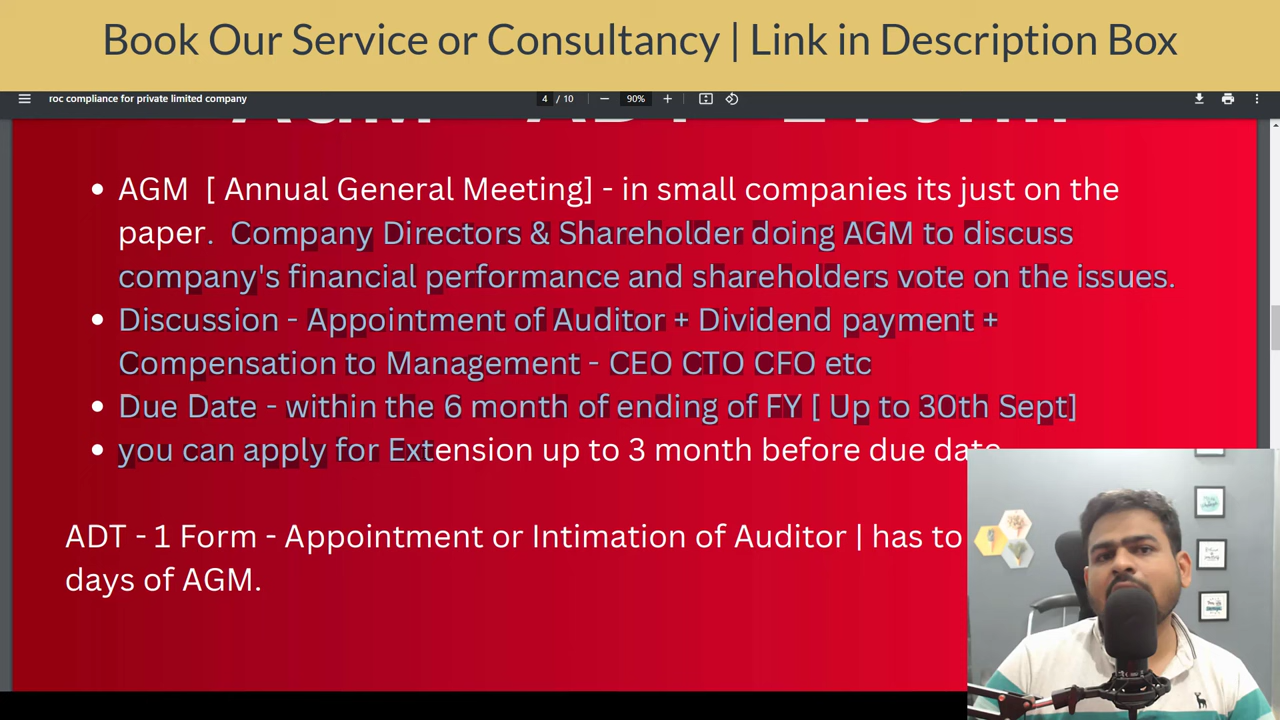 Book Our Service or Consultancy | Link in Description Box
roc compliance for private limited company
4 / 10
90%
• AGM [ Annual General Meeting] - in small companies its just on the
paper. Company Directors & Shareholder doing AGM to discuss
company's financial performance and shareholders vote on the issues.
• Discussion - Appointment of Auditor + Dividend payment +
Compensation to Management - CEO CTO CFO etc
• Due Date - within the 6 month of ending of FY [ Up to 30th Sept]
• you can apply for Extension up to 3 month before due date
ADT - 1 Form - Appointment or Intimation of Auditor | has to
days of AGM.